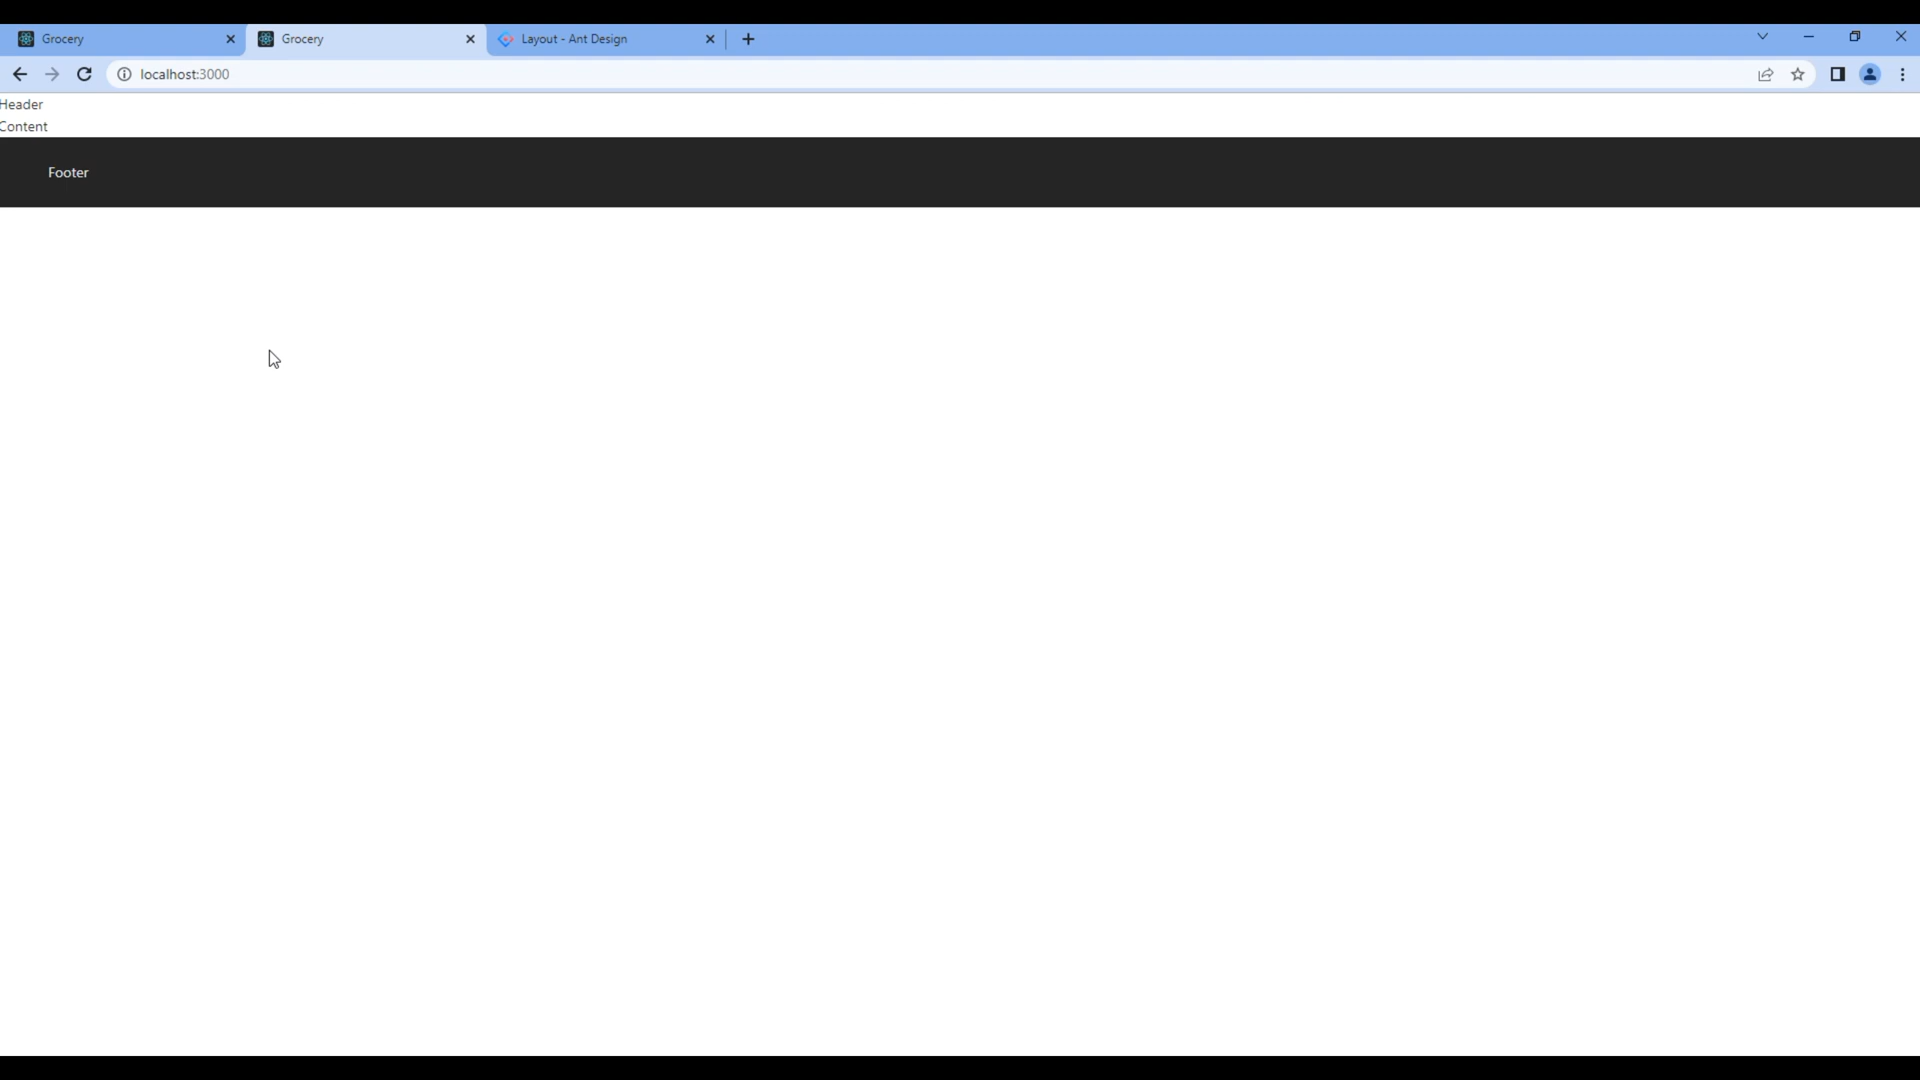 Grocery
Grocery
Layout - Ant Design
localhost:3000
Header
Content
Footer